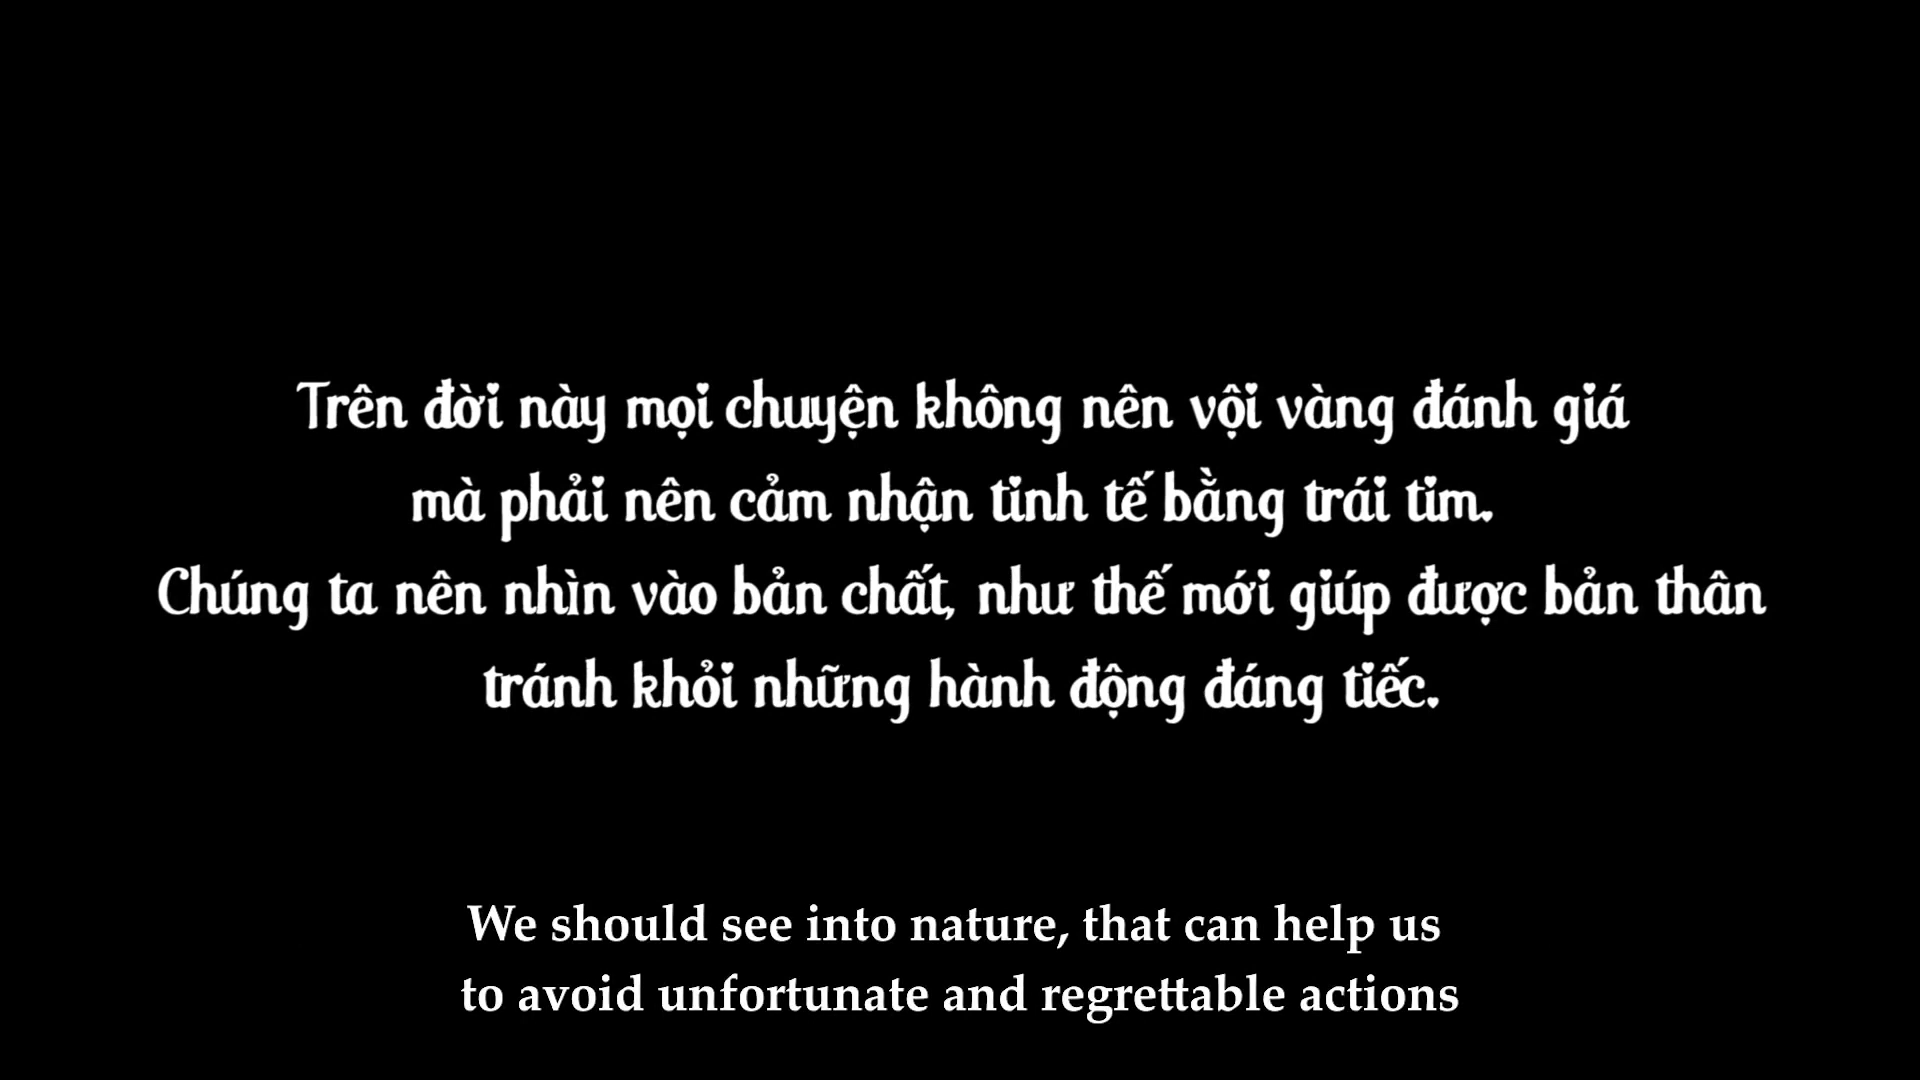 Trên đời này mọi chuyện không nên vội vàng đánh giá
mà phải nên cảm nhận tinh tế bằng trái tim.
Chúng ta nên nhìn vào bản chất, như thế mới giúp được bản thân
tránh khỏi những hành động đáng tiếc.
We should see into nature, that can help us
to avoid unfortunate and regrettable actions